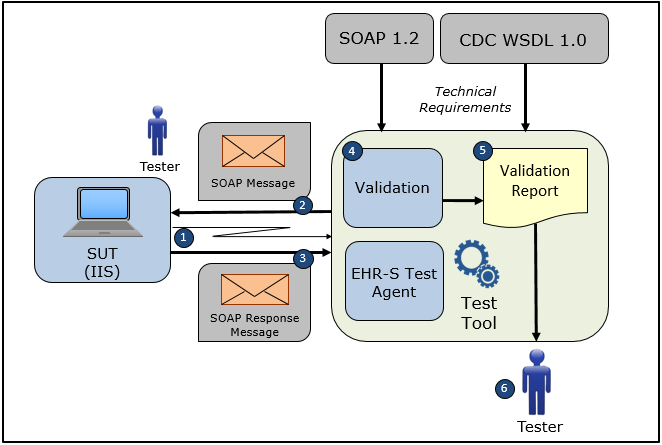 SOAP 1.2
CDC WSDL 1.0
Technical
Requirements
Tester
SOAP Message
2
4
Validation
5
Validation
Report
SUT
(IIS)
1
3
SOAP Response
Message
EHR-S Test
Agent
Test
Tool
6
Tester